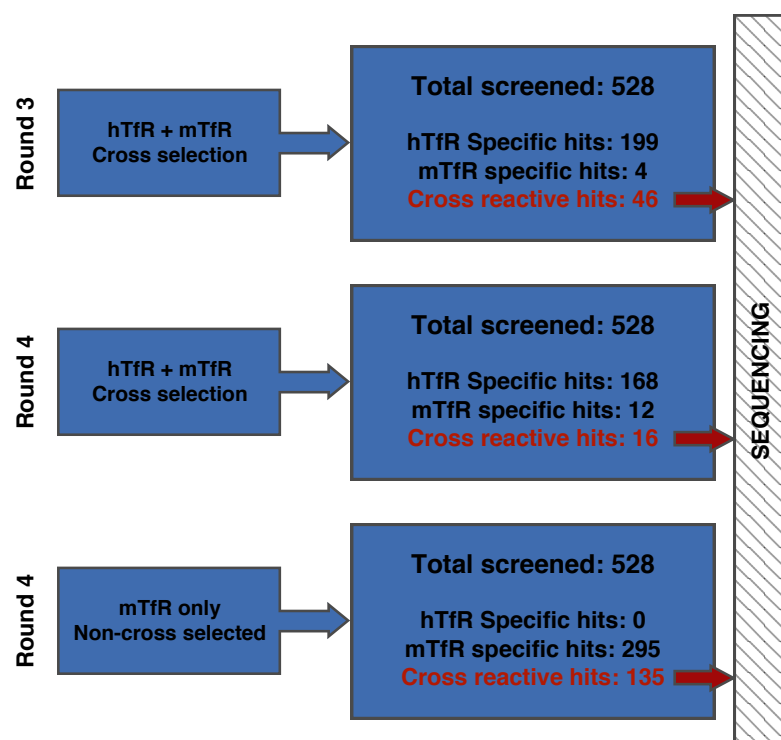 Round 3
hTfR + mTfR
Cross selection
Total screened: 528
hTfR Specific hits: 199
mTfR specific hits: 4
Cross reactive hits: 46
Round 4
hTfR + mTfR
Cross selection
Total screened: 528
hTfR Specific hits: 168
mTfR specific hits: 12
Cross reactive hits: 16
Round 4
mTfR only
Non-cross selected
Total screened: 528
hTfR Specific hits: 0
mTfR specific hits: 295
Cross reactive hits: 135
SEQUENCING